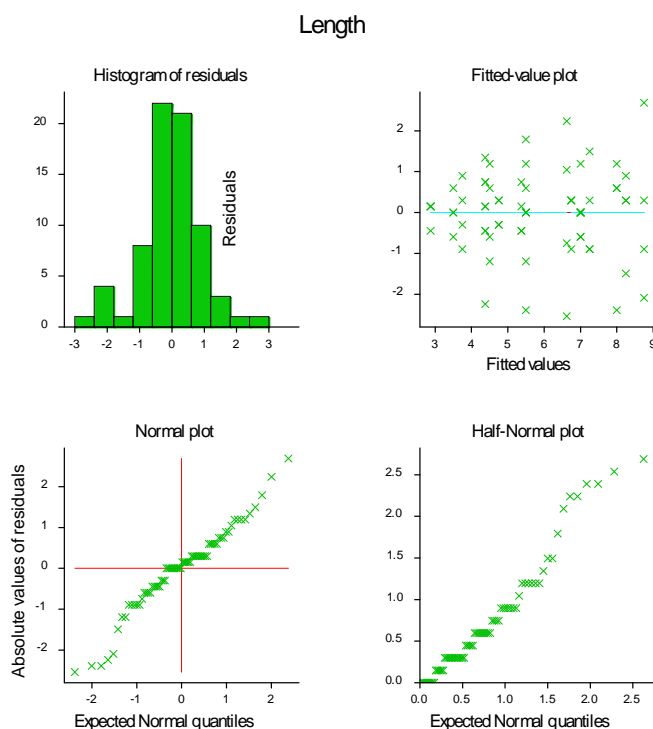 Length
Histogram of residuals
20
15
10
5
0
-3 -2 -1 0 1 2 3
Residuals
Fitted-value plot
2
1
0
-1
-2
3 4 5 6 7 8 9
Fitted values
Normal plot
Absolute values of residuals
2
1
0
-1
-2
-2 -1 0 1 2
Expected Normal quantiles
Half-Normal plot
2.5
2.0
1.5
1.0
0.5
0.0
0.0 0.5 1.0 1.5 2.0 2.5
Expected Normal quantiles